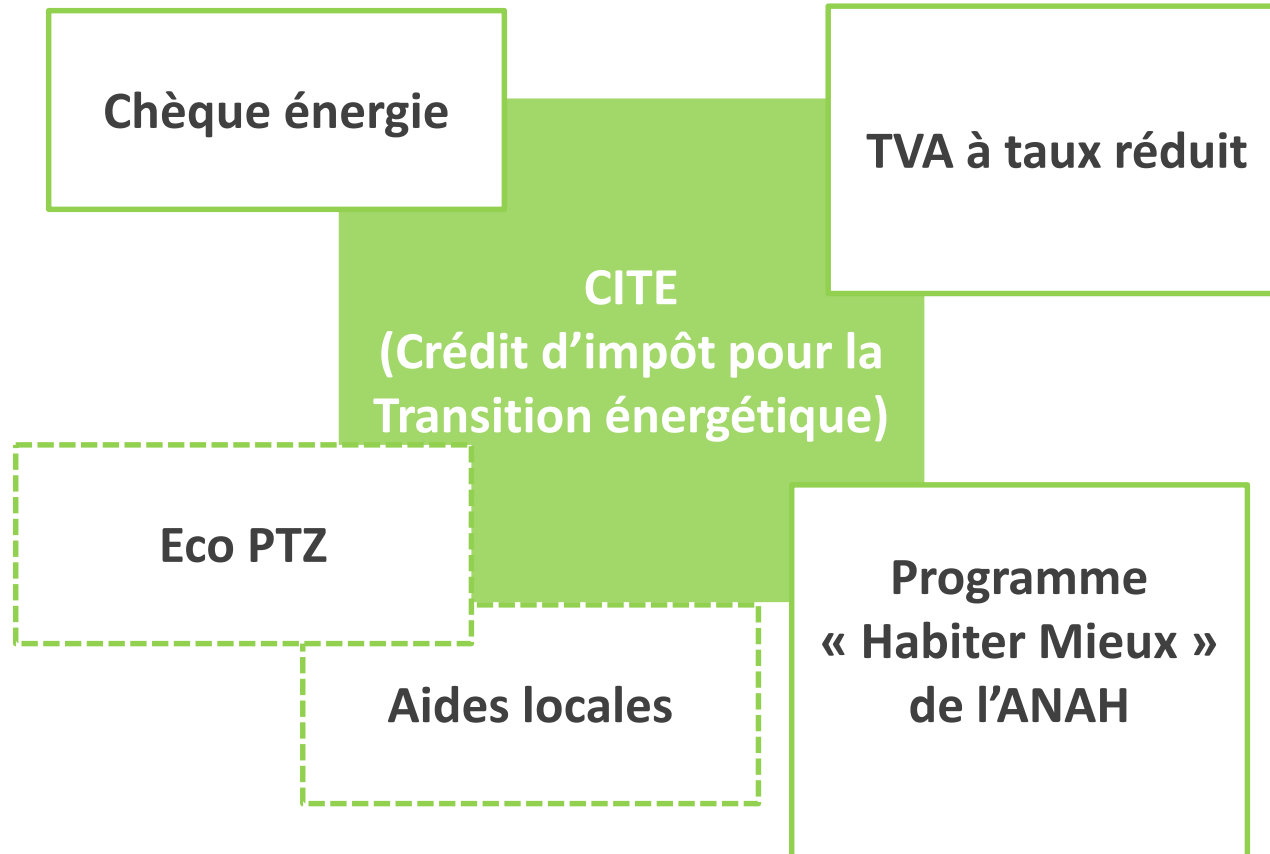 Chèque énergie
TVA à taux réduit
CITE
(Crédit d’impôt pour la
Transition énergétique)
Eco PTZ
Programme
« Habiter Mieux »
de l’ANAH
Aides locales